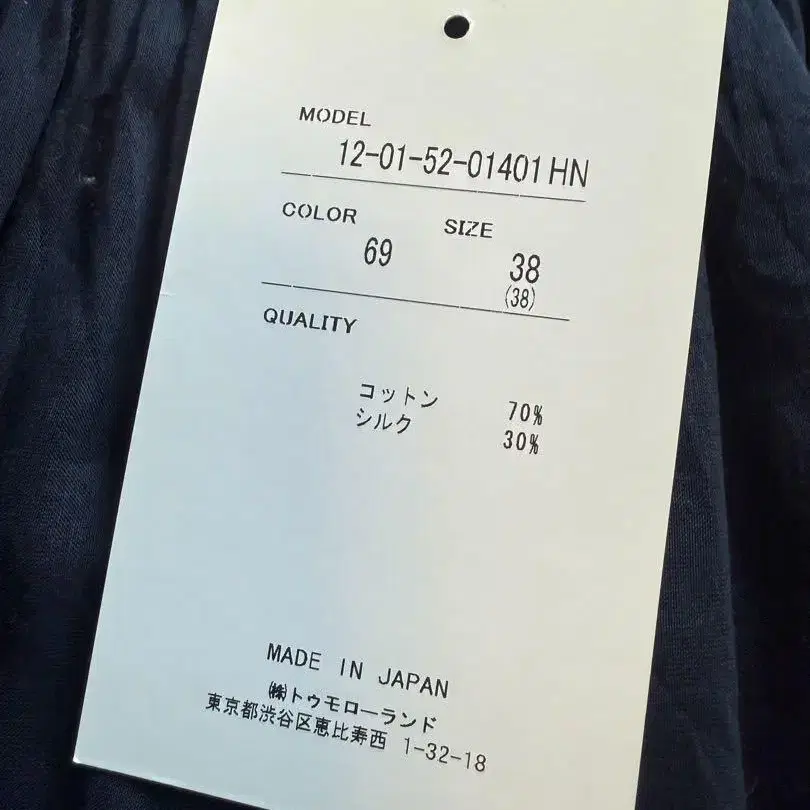 MODEL
12-01-52-01401HN
COLOR SIZE
69 38
(38)
QUALITY
コットン 70%
シルク 30%
MADE IN JAPAN
㈱トゥモローランド
東京都渋谷区恵比寿西 1-32-18